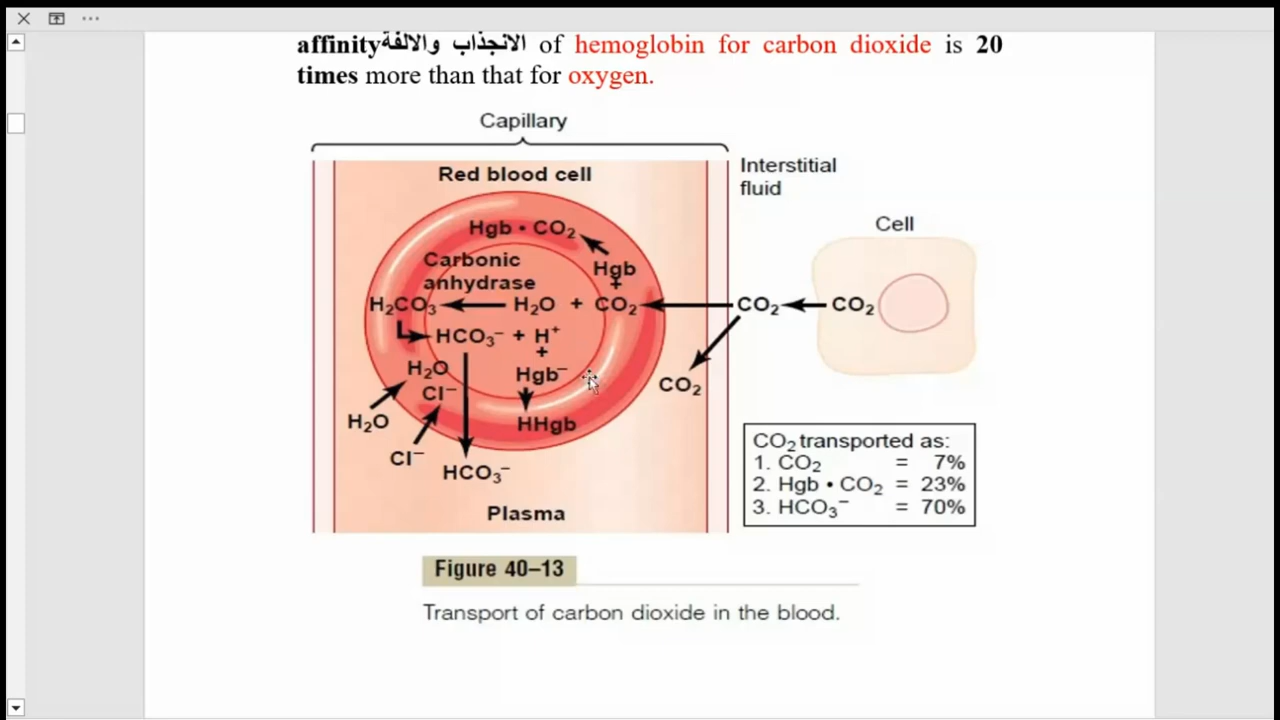 affinityالانجذاب والالفة of hemoglobin for carbon dioxide is 20
times more than that for oxygen.
Capillary
Interstitial
fluid
Red blood cell
Cell
Hgb • CO₂
Carbonic
anhydrase
Hgb
+
H₂CO₃
H₂O + CO₂
CO₂
CO₂
HCO₃⁻ + H⁺
+
H₂O
Hgb⁻
CO₂
Cl⁻
H₂O
HHgb
Cl⁻
HCO₃⁻
Plasma
CO₂ transported as:
1. CO₂ = 7%
2. Hgb • CO₂ = 23%
3. HCO₃⁻ = 70%
Figure 40–13
Transport of carbon dioxide in the blood.